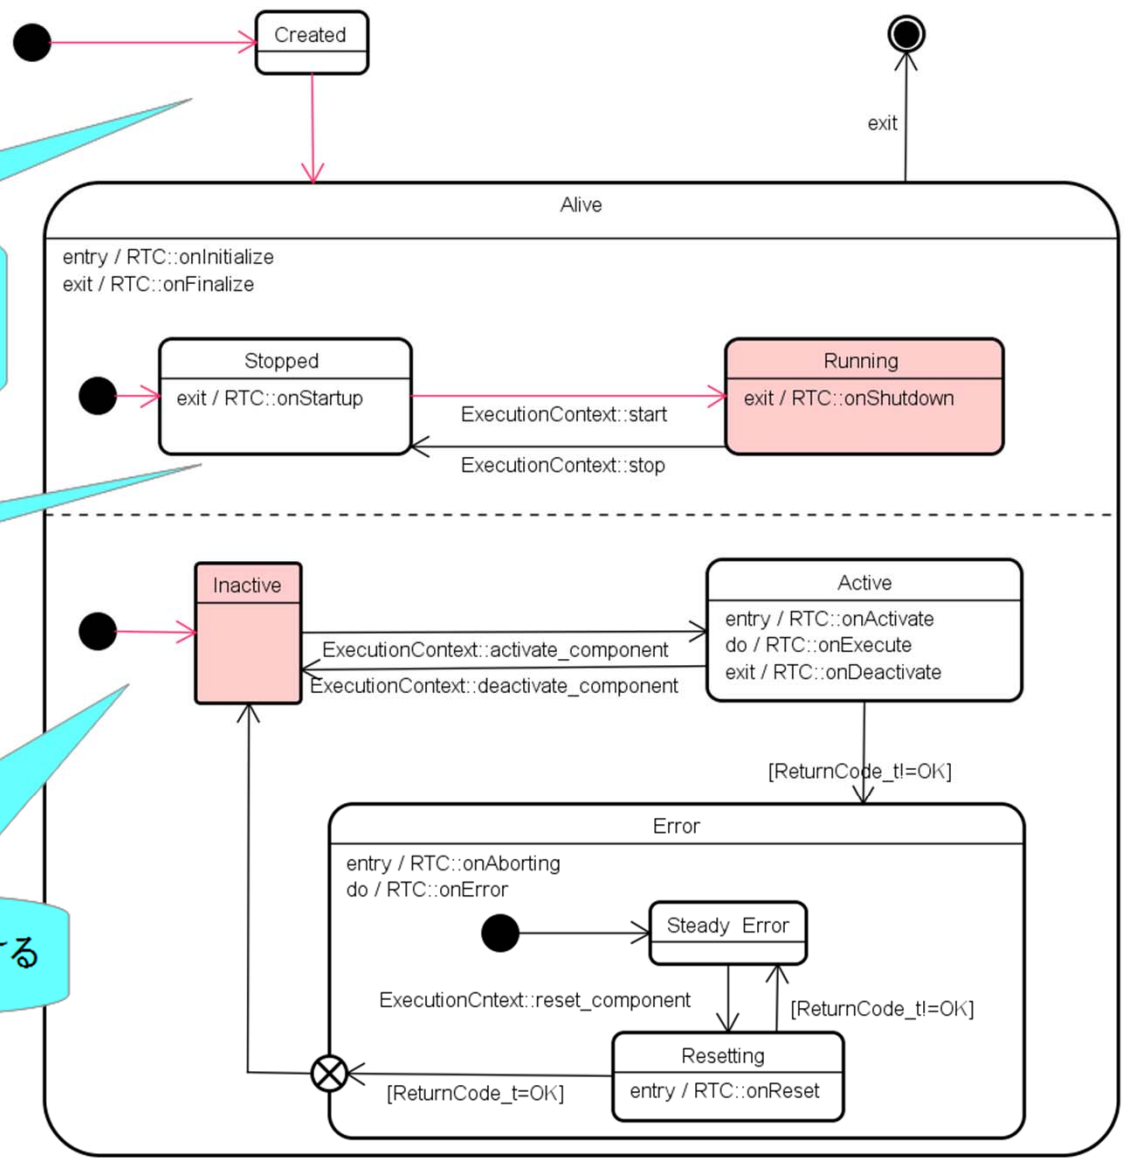 Created
exit
Alive
entry / RTC::onInitialize
exit / RTC::onFinalize
Stopped
exit / RTC::onStartup
Running
exit / RTC::onShutdown
ExecutionContext::start
ExecutionContext::stop
Inactive
Active
entry / RTC::onActivate
do / RTC::onExecute
exit / RTC::onDeactivate
ExecutionContext::activate_component
ExecutionContext::deactivate_component
[ReturnCode_t!=OK]
Error
entry / RTC::onAborting
do / RTC::onError
Steady Error
ExecutionCntext::reset_component
[ReturnCode_t!=OK]
Resetting
entry / RTC::onReset
[ReturnCode_t=OK]
る